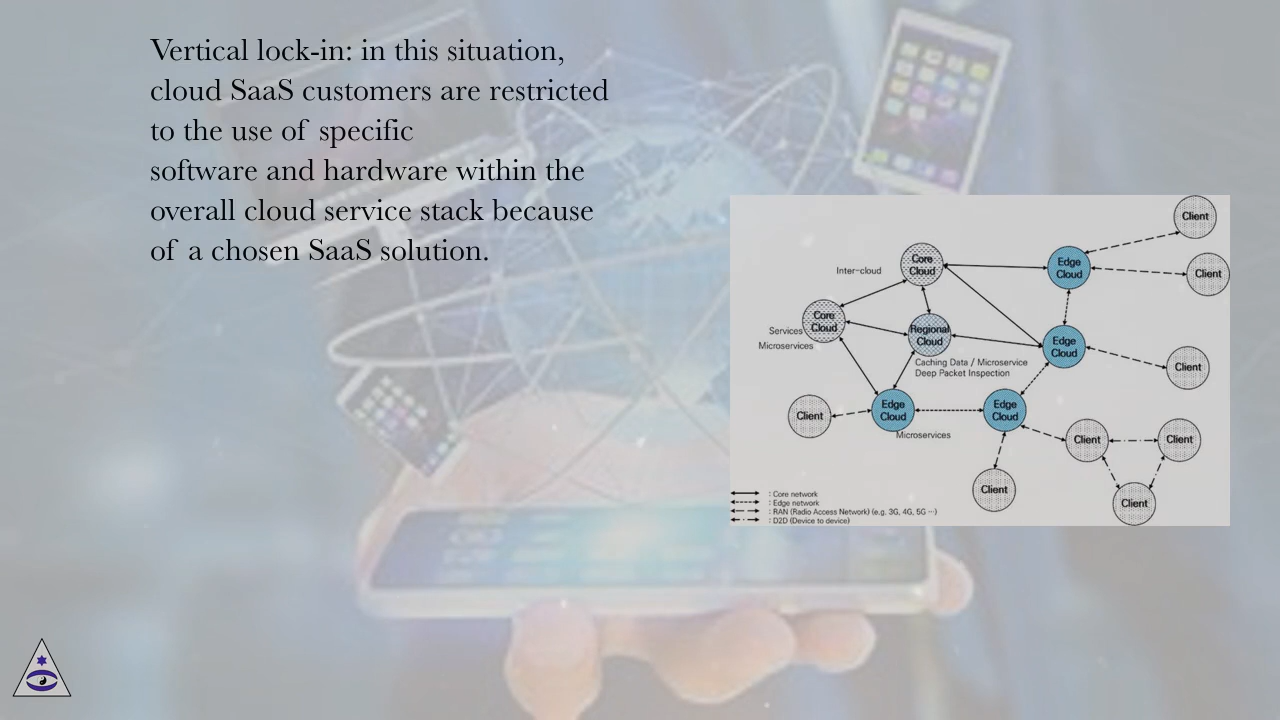 Vertical lock-in: in this situation,
cloud SaaS customers are restricted
to the use of specific
software and hardware within the
overall cloud service stack because
of a chosen SaaS solution.
Client
Core
Cloud
Inter-cloud
Edge
Cloud
Client
Core
Cloud
Services
Microservices
Regional
Cloud
Edge
Cloud
Caching Data / Microservice
Deep Packet Inspection
Client
Client
Edge
Cloud
Edge
Cloud
Microservices
Client
Client
Client
Client
: Core network
: Edge network
: RAN (Radio Access Network) (e.g. 3G, 4G, 5G ···)
: D2D (Device to device)